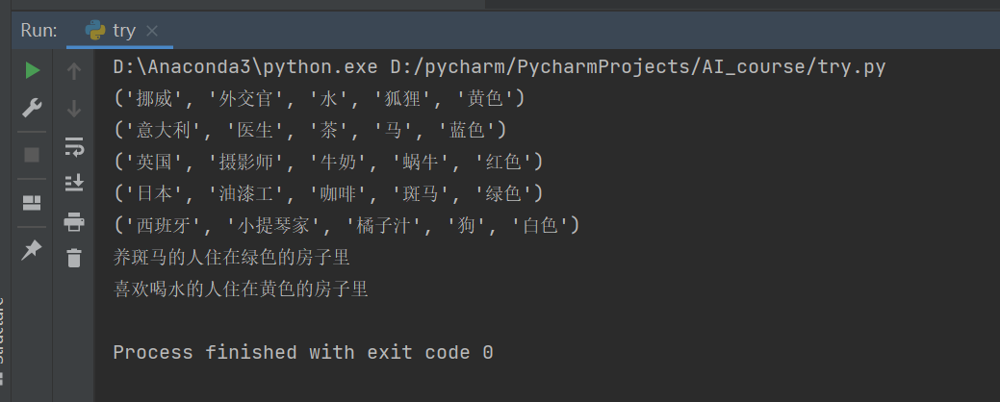 Run: try
D:\Anaconda3\python.exe D:/pycharm/PycharmProjects/AI_course/try.py
('挪威', '外交官', '水', '狐狸', '黄色')
('意大利', '医生', '茶', '马', '蓝色')
('英国', '摄影师', '牛奶', '蜗牛', '红色')
('日本', '油漆工', '咖啡', '斑马', '绿色')
('西班牙', '小提琴家', '橘子汁', '狗', '白色')
养斑马的人住在绿色的房子里
喜欢喝水的人住在黄色的房子里
Process finished with exit code 0